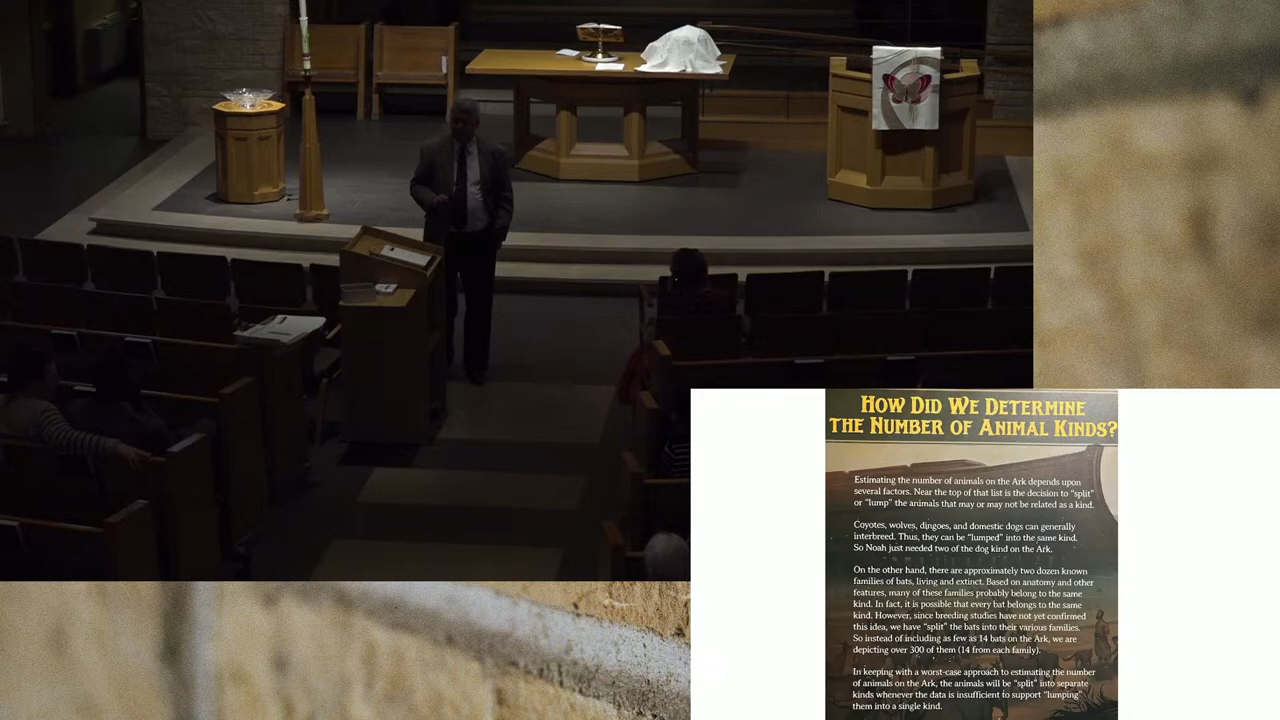 HOW DID WE DETERMINE
THE NUMBER OF ANIMAL KINDS?
Estimating the number of animals on the Ark depends upon
several factors. Near the top of that list is the decision to “split”
or “lump” the animals that may or may not be related as a kind.
Coyotes, wolves, dingoes, and domestic dogs can generally
interbreed. Thus, they can be “lumped” into the same kind.
So Noah just needed two of the dog kind on the Ark.
On the other hand, there are approximately two dozen known
families of bats, living and extinct. Based on anatomy and other
features, many of these families probably belong to the same
kind. In fact, it is possible that every bat belongs to the same
kind. However, since breeding studies have not yet confirmed
this idea, we have “split” the bats into their various families.
So instead of including as few as 14 bats on the Ark, we are
depicting over 300 of them (14 from each family).
In keeping with a worst-case approach to estimating the number
of animals on the Ark, the animals will be “split” into separate
kinds whenever the data is insufficient to support “lumping”
them into a single kind.